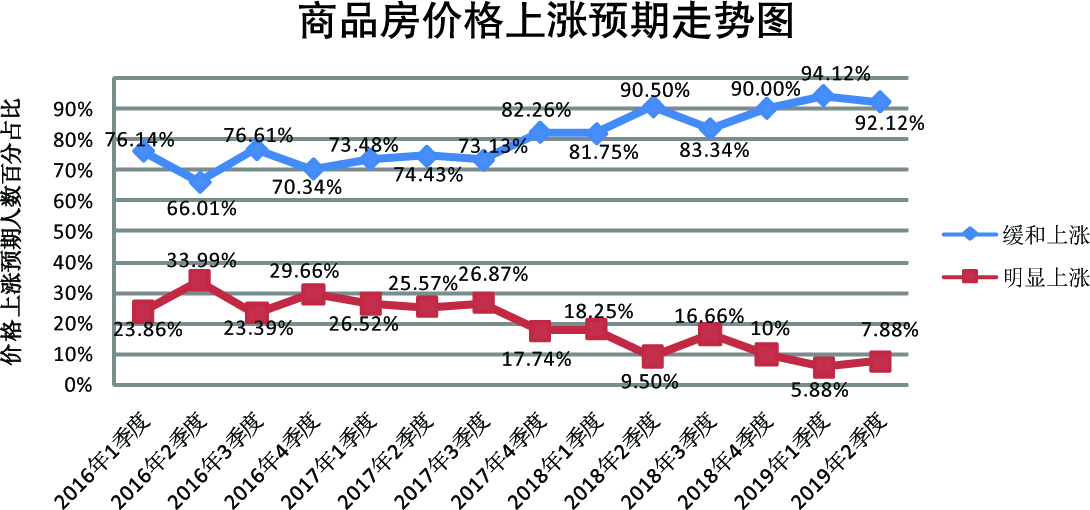 商品房价格上涨预期走势图
价格上涨预期人数百分占比
90%
80%
70%
60%
50%
40%
30%
20%
10%
0%
76.14%
66.01%
76.61%
70.34%
73.48%
74.43%
73.13%
82.26%
81.75%
90.50%
83.34%
90.00%
94.12%
92.12%
23.86%
33.99%
23.39%
29.66%
26.52%
25.57%
26.87%
17.74%
18.25%
9.50%
16.66%
10%
5.88%
7.88%
2016年1季度
2016年2季度
2016年3季度
2016年4季度
2017年1季度
2017年2季度
2017年3季度
2017年4季度
2018年1季度
2018年2季度
2018年3季度
2018年4季度
2019年1季度
2019年2季度
缓和上涨
明显上涨